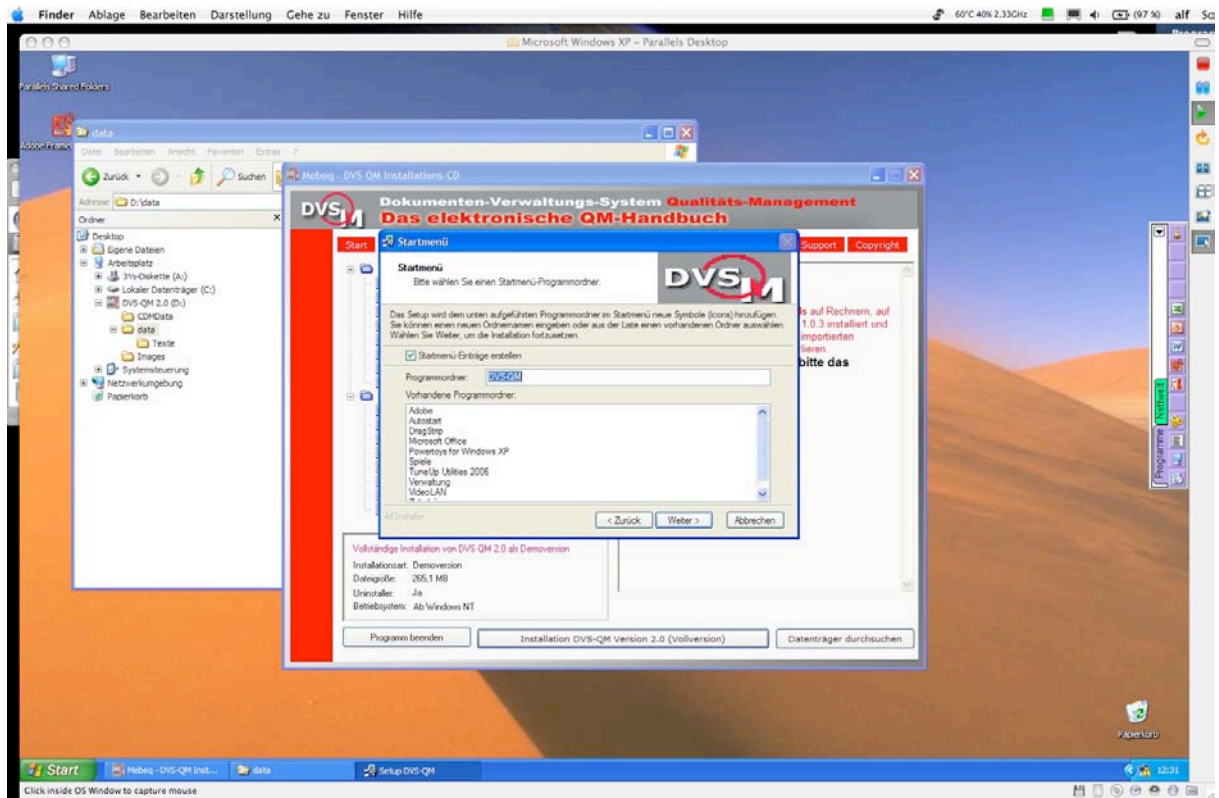 Finder Ablage Bearbeiten Darstellung Gehe zu Fenster Hilfe
60°C 40% 2.33GHz (97 %) alf
Microsoft Windows XP – Parallels Desktop
Parallels Shared Folders
data
Datei Bearbeiten Ansicht Favoriten Extras ?
Zurück Suchen
Adresse D:\data
Ordner
Desktop
Eigene Dateien
Arbeitsplatz
3½-Diskette (A:)
Lokaler Datenträger (C:)
DVS-QM 2.0 (D:)
CDMData
data
Texte
Images
Systemsteuerung
Netzwerkumgebung
Papierkorb
Mebeq - DVS-QM Installations-CD
DVS M
Dokumenten-Verwaltungs-System Qualitäts-Management
Das elektronische QM-Handbuch
Start Support Copyright
Startmenü
Startmenü
Bitte wählen Sie einen Startmenü-Programmordner.
DVS M
Das Setup wird dem unten aufgeführten Programmordner im Startmenü neue Symbole (Icons) hinzufügen.
Sie können einen neuen Ordnernamen eingeben oder aus der Liste einen vorhandenen Ordner auswählen.
Wählen Sie Weiter, um die Installation fortzusetzen.
Startmenü-Einträge erstellen
Programmordner: DVS-QM
Vorhandene Programmordner:
Adobe
Autostart
DragStrip
Microsoft Office
Powertoys for Windows XP
Spiele
TuneUp Utilities 2006
Verwaltung
VideoLAN
< Zurück Weiter > Abbrechen
s auf Rechnern, auf
1.0.3 installiert und
importierten
bitte das
Vollständige Installation von DVS-QM 2.0 als Demoversion
Installationsart: Demoversion
Dateigröße: 265,1 MB
Uninstaller: Ja
Betriebsystem: Ab Windows NT
Programm beenden Installation DVS-QM Version 2.0 (Vollversion) Datenträger durchsuchen
Programme
Papierkorb
Start Mebeq - DVS-QM Inst... data Setup DVS-QM 12:31
Click inside OS Window to capture mouse